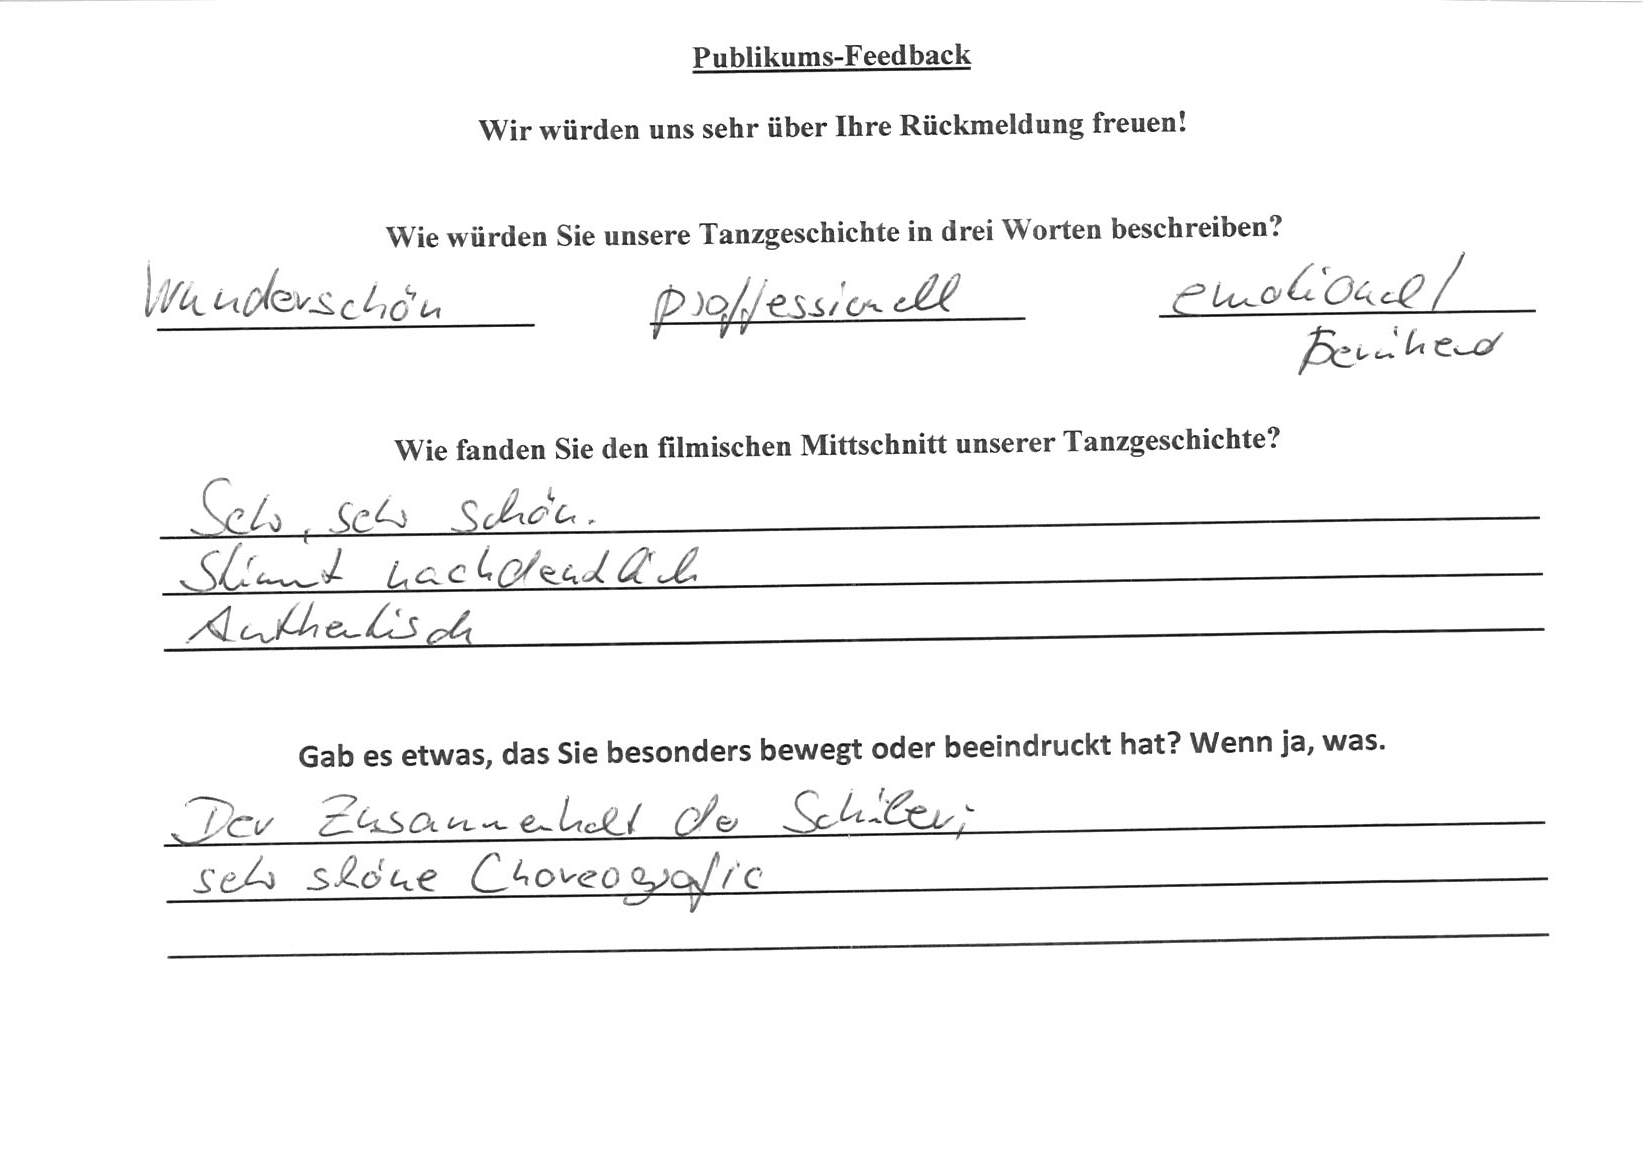 Publikums-Feedback
Wir würden uns sehr über Ihre Rückmeldung freuen!
Wie würden Sie unsere Tanzgeschichte in drei Worten beschreiben?
Wunderschön proffessionell emotional/
Berührend
Wie fanden Sie den filmischen Mittschnitt unserer Tanzgeschichte?
Sehr, sehr schön.
Stimmt nachdenklich
Authentisch
Gab es etwas, das Sie besonders bewegt oder beeindruckt hat? Wenn ja, was.
Der Zusammenhalt der Schüler;
sehr schöne Choreografie